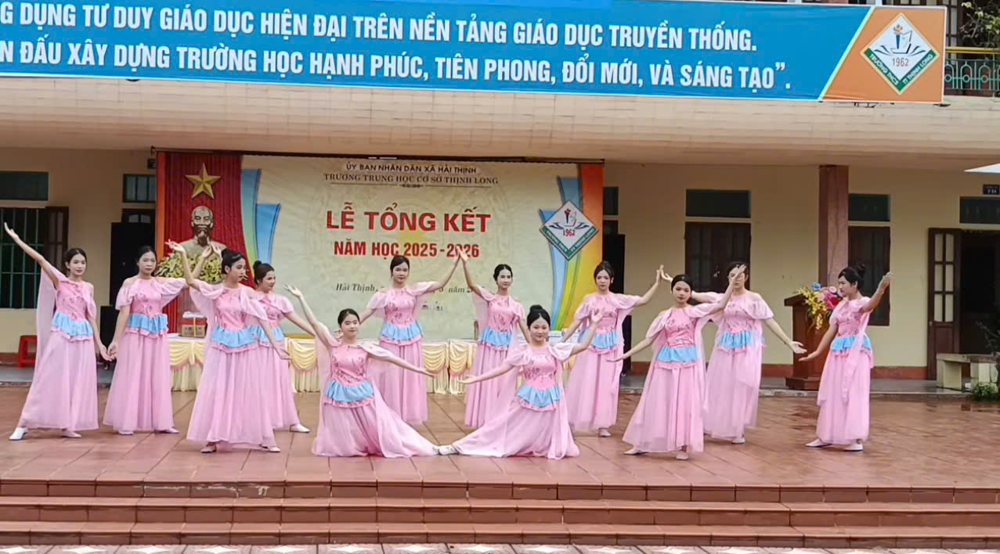 G DỤNG TƯ DUY GIÁO DỤC HIỆN ĐẠI TRÊN NỀN TẢNG GIÁO DỤC TRUYỀN THỐNG.
N ĐẤU XÂY DỰNG TRƯỜNG HỌC HẠNH PHÚC, TIÊN PHONG, ĐỔI MỚI, VÀ SÁNG TẠO”.
1962
TRƯỜNG THCS
TT THỊNH LONG
ỦY BAN NHÂN DÂN XÃ HẢI THỊNH
TRƯỜNG TRUNG HỌC CƠ SỞ THỊNH LONG
LỄ TỔNG KẾT
NĂM HỌC 2025-2026
1962
Hải Thịnh,